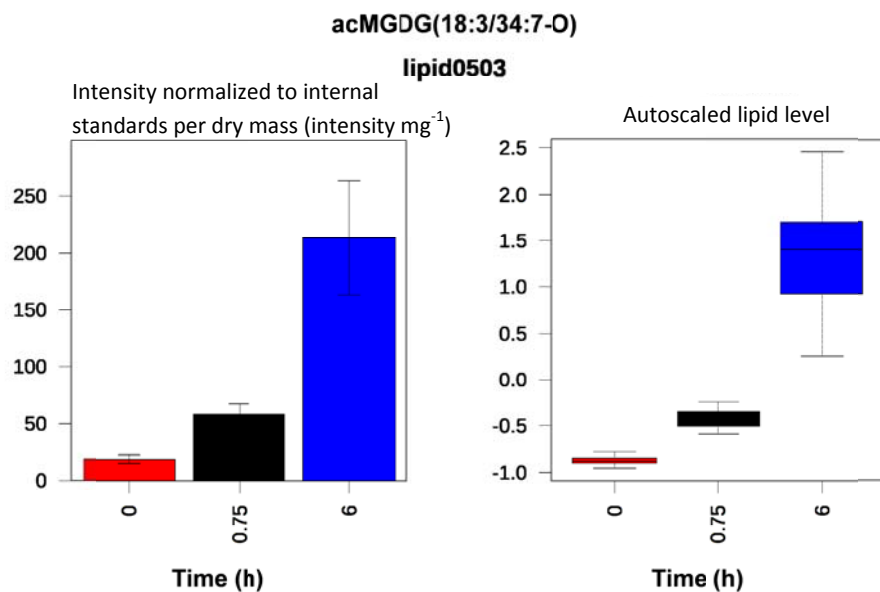 acMGDG(18:3/34:7-O)
lipid0503
Intensity normalized to internal
standards per dry mass (intensity mg⁻¹)
250
200
150
100
50
0
0
0.75
6
Time (h)
Autoscaled lipid level
2.5
2.0
1.5
1.0
0.5
0.0
-0.5
-1.0
0
0.75
6
Time (h)